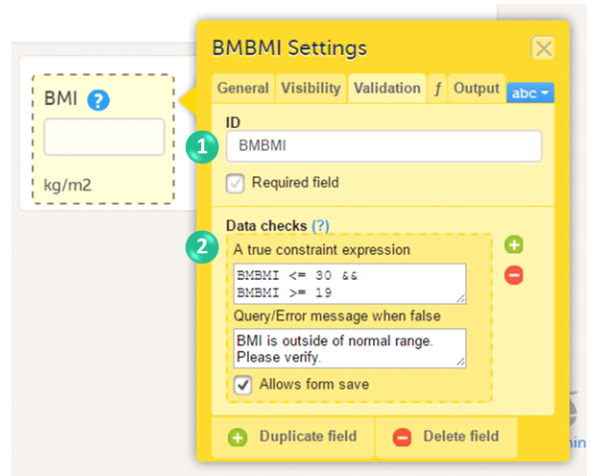 BMBMI Settings
General Visibility Validation f Output abc
BMI ?
kg/m2
ID
1 BMBMI
Required field
Data checks (?)
2
A true constraint expression
BMBMI <= 30 &&
BMBMI >= 19
Query/Error message when false
BMI is outside of normal range.
Please verify.
Allows form save
Duplicate field Delete field
in